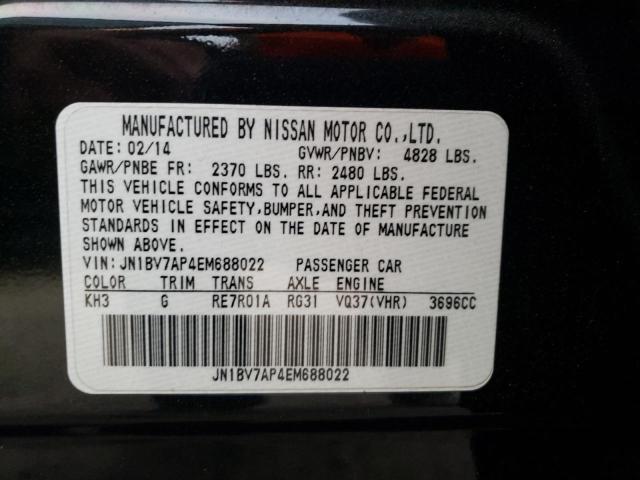 MANUFACTURED BY NISSAN MOTOR CO.,LTD.
DATE: 02/14 GVWR/PNBV: 4828 LBS.
GAWR/PNBE FR: 2370 LBS. RR: 2480 LBS.
THIS VEHICLE CONFORMS TO ALL APPLICABLE FEDERAL
MOTOR VEHICLE SAFETY,BUMPER,AND THEFT PREVENTION
STANDARDS IN EFFECT ON THE DATE OF MANUFACTURE
SHOWN ABOVE.
VIN: JN1BV7AP4EM688022 PASSENGER CAR
COLOR TRIM TRANS AXLE ENGINE
KH3 G RE7R01A RG31 VQ37(VHR) 3696CC
JN1BV7AP4EM688022